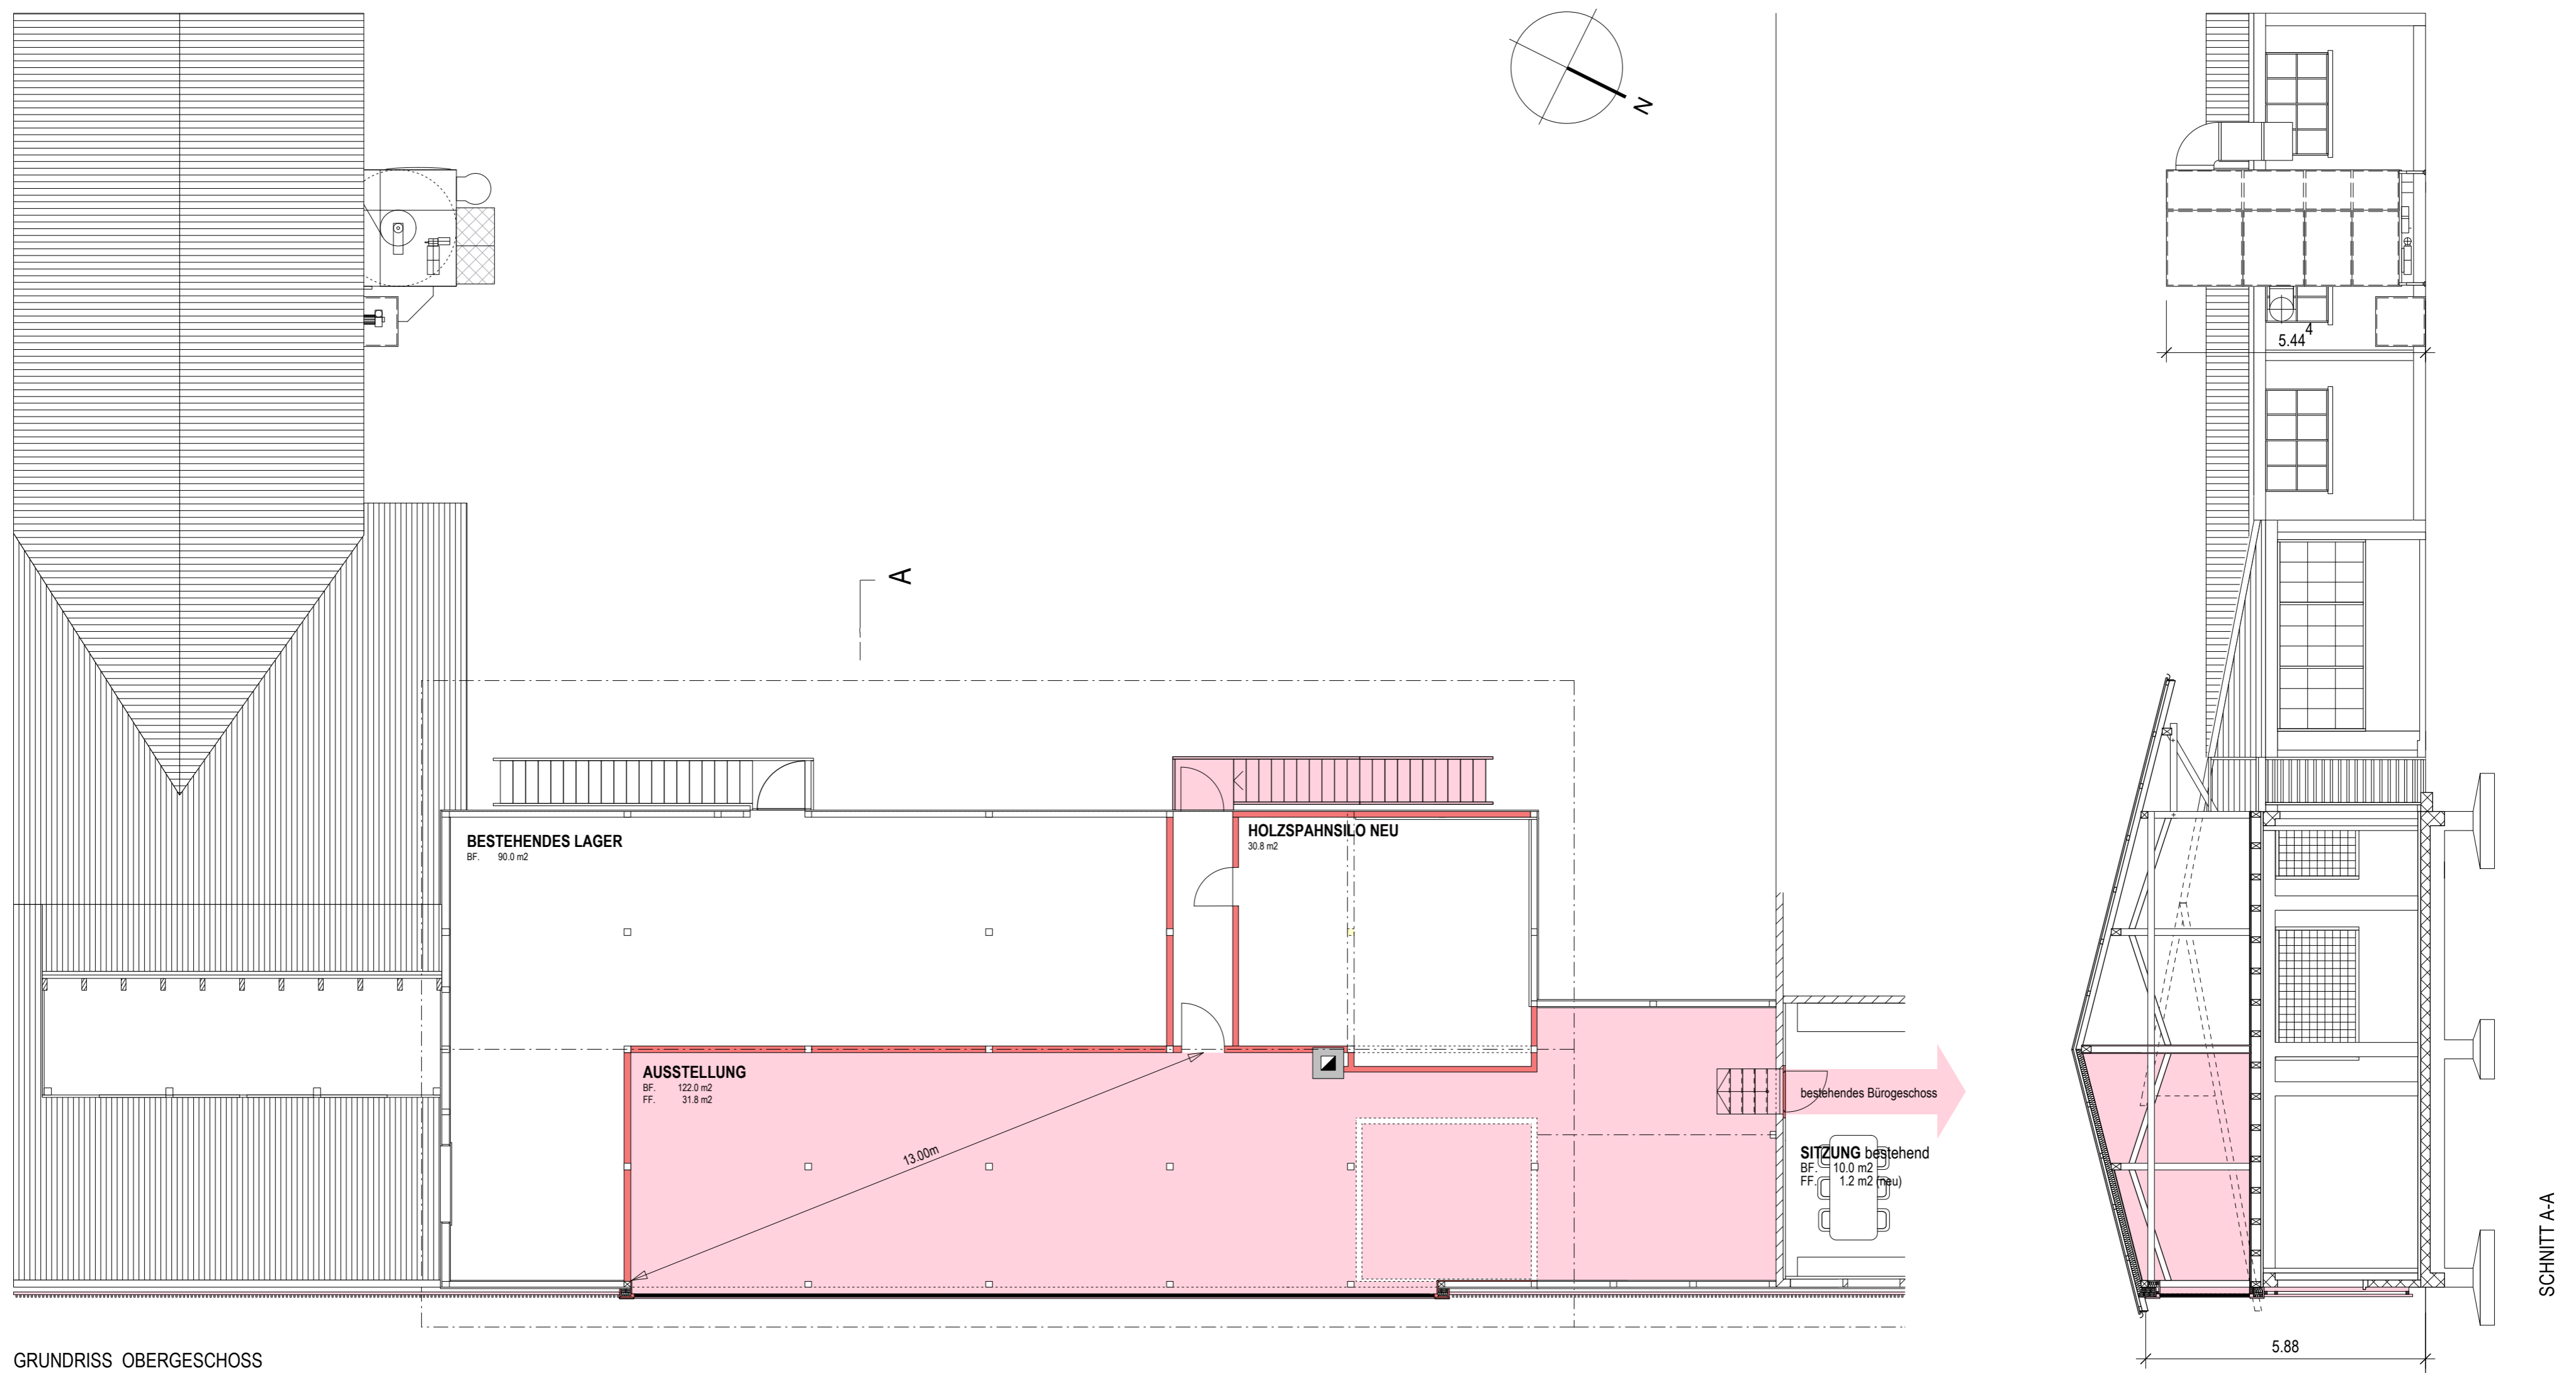 N
5.44 4
A
BESTEHENDES LAGER
BF. 90.0 m2
HOLZSPAHNSILO NEU
30.8 m2
AUSSTELLUNG
BF. 122.0 m2
FF. 31.8 m2
13.00m
bestehendes Bürogeschoss
SITZUNG bestehend
BF. 10.0 m2
FF. 1.2 m2 (neu)
5.88
SCHNITT A-A
GRUNDRISS OBERGESCHOSS